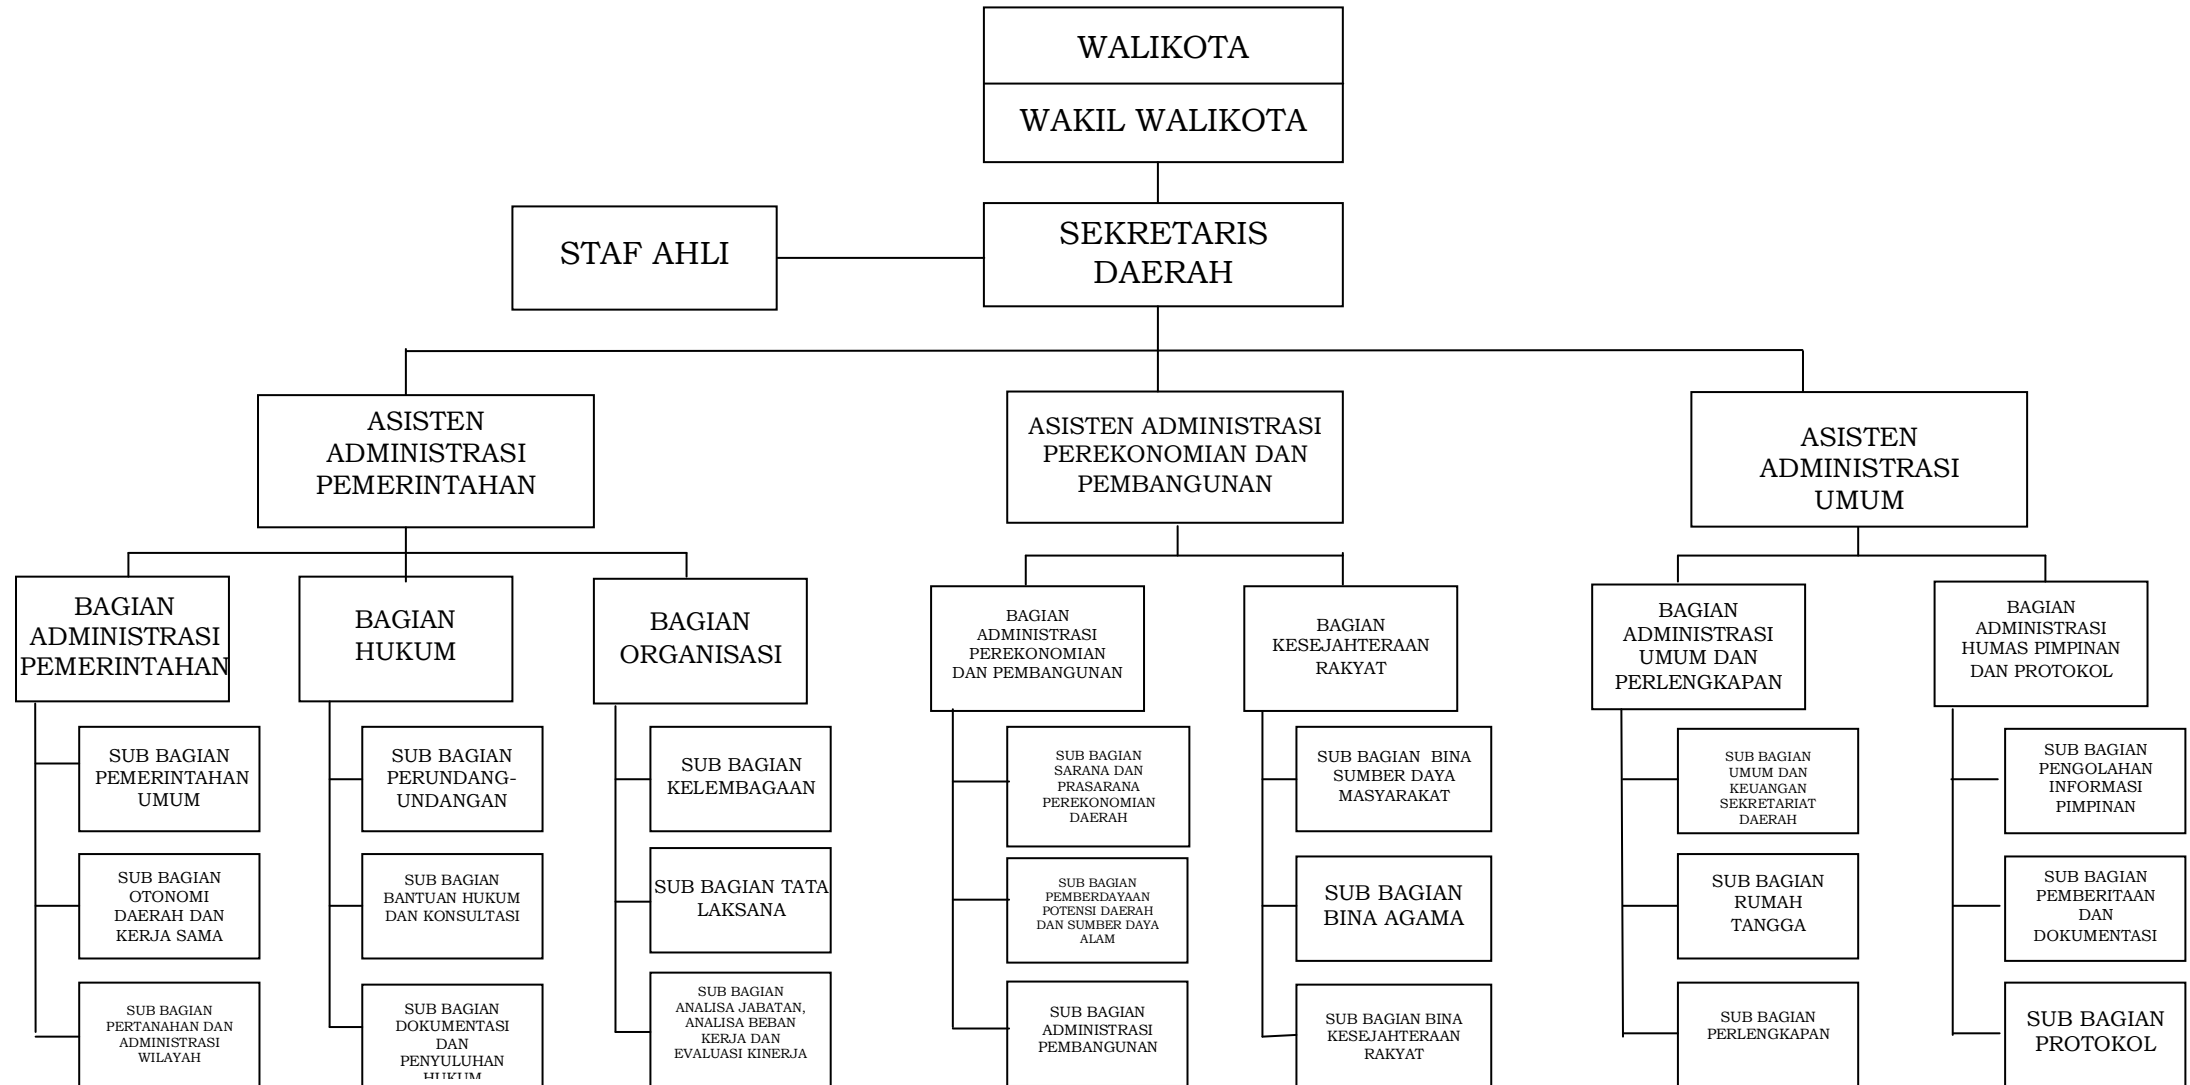 WALIKOTA
WAKIL WALIKOTA
STAF AHLI
SEKRETARIS
DAERAH
ASISTEN
ADMINISTRASI
PEMERINTAHAN
ASISTEN ADMINISTRASI
PEREKONOMIAN DAN
PEMBANGUNAN
ASISTEN
ADMINISTRASI
UMUM
BAGIAN
ADMINISTRASI
PEMERINTAHAN
BAGIAN
HUKUM
BAGIAN
ORGANISASI
BAGIAN
ADMINISTRASI
PEREKONOMIAN
DAN PEMBANGUNAN
BAGIAN
KESEJAHTERAAN
RAKYAT
BAGIAN
ADMINISTRASI
UMUM DAN
PERLENGKAPAN
BAGIAN
ADMINISTRASI
HUMAS PIMPINAN
DAN PROTOKOL
SUB BAGIAN
PEMERINTAHAN
UMUM
SUB BAGIAN
PERUNDANG-
UNDANGAN
SUB BAGIAN
KELEMBAGAAN
SUB BAGIAN
SARANA DAN
PRASARANA
PEREKONOMIAN
DAERAH
SUB BAGIAN  BINA
SUMBER DAYA
MASYARAKAT
SUB BAGIAN
UMUM DAN
KEUANGAN
SEKRETARIAT
DAERAH
SUB BAGIAN
PENGOLAHAN
INFORMASI
PIMPINAN
SUB BAGIAN
OTONOMI
DAERAH DAN
KERJA SAMA
SUB BAGIAN
BANTUAN HUKUM
DAN KONSULTASI
SUB BAGIAN TATA
LAKSANA
SUB BAGIAN
PEMBERDAYAAN
POTENSI DAERAH
DAN SUMBER DAYA
ALAM
SUB BAGIAN
BINA AGAMA
SUB BAGIAN
RUMAH
TANGGA
SUB BAGIAN
PEMBERITAAN
DAN
DOKUMENTASI
SUB BAGIAN
PERTANAHAN DAN
ADMINISTRASI
WILAYAH
SUB BAGIAN
DOKUMENTASI
DAN
PENYULUHAN
HUKUM
SUB BAGIAN
ANALISA JABATAN,
ANALISA BEBAN
KERJA DAN
EVALUASI KINERJA
SUB BAGIAN
ADMINISTRASI
PEMBANGUNAN
SUB BAGIAN BINA
KESEJAHTERAAN
RAKYAT
SUB BAGIAN
PERLENGKAPAN
SUB BAGIAN
PROTOKOL